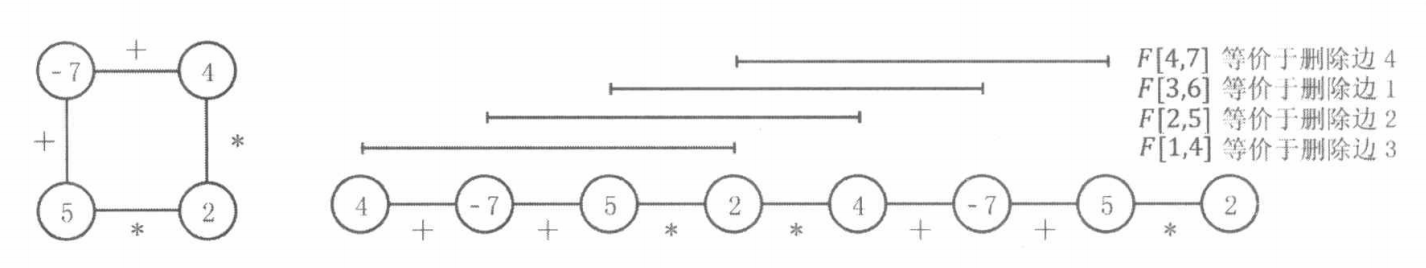 +
-7 4
+ *
5 2
*
F[4,7] 等价于删除边 4
F[3,6] 等价于删除边 1
F[2,5] 等价于删除边 2
F[1,4] 等价于删除边 3
4 -7 5 2 4 -7 5 2
+ + * * + + *